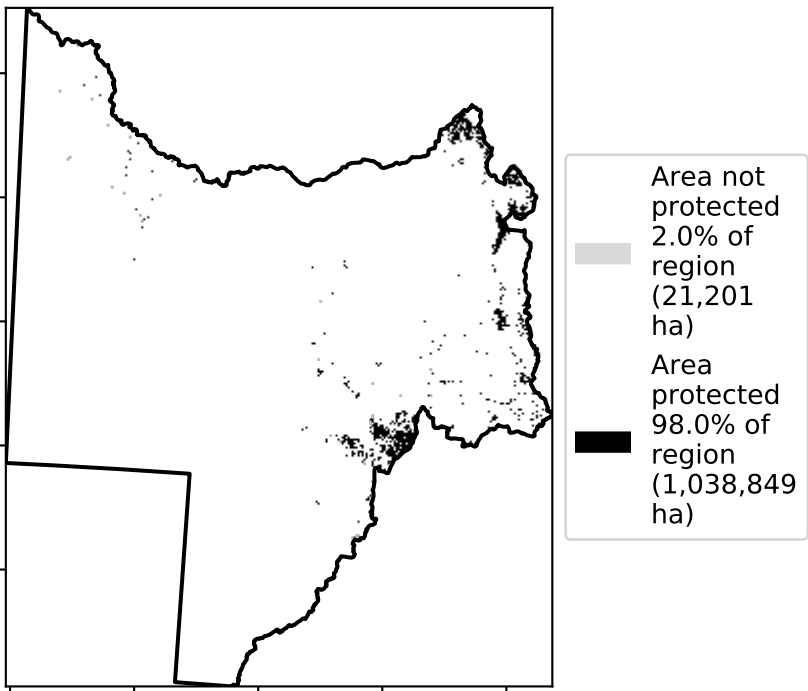 Area not
protected
2.0% of
region
(21,201
ha)
Area
protected
98.0% of
region
(1,038,849
ha)